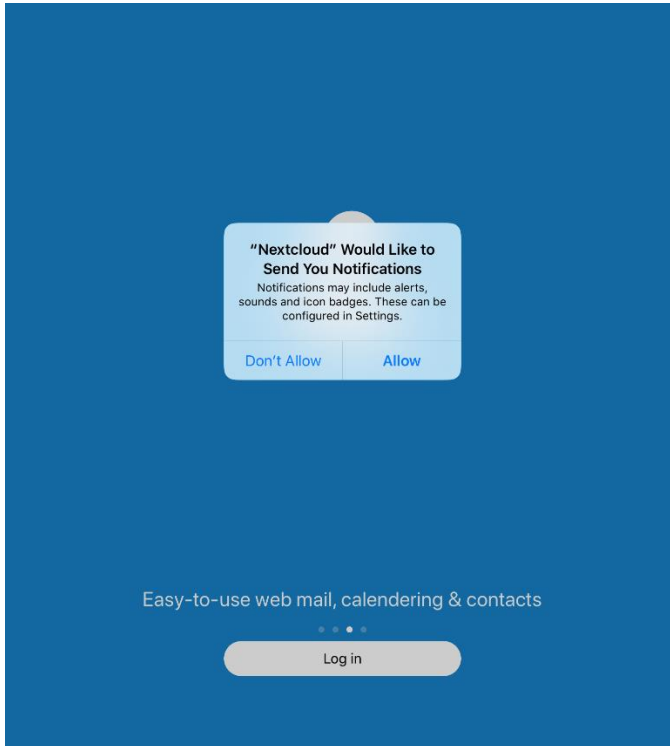 “Nextcloud” Would Like to
Send You Notifications
Notifications may include alerts,
sounds and icon badges. These can be
configured in Settings.
Don’t Allow
Allow
Easy-to-use web mail, calendering & contacts
Log in